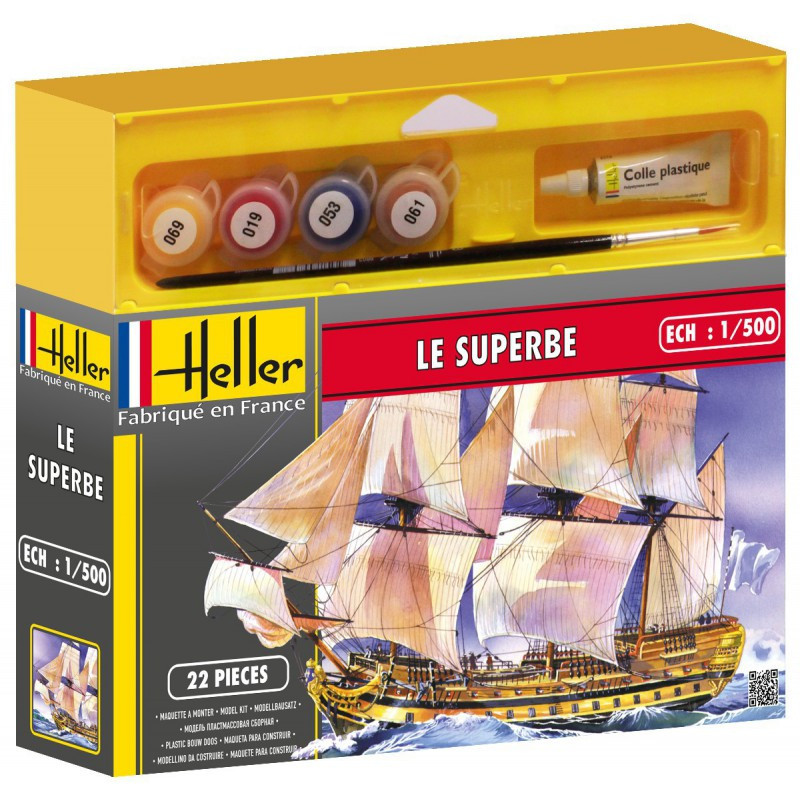 069
019
053
061
Heller
Colle plastique
Heller
Fabriqué en France
LE
SUPERBE
ECH : 1/500
Heller
Fabriqué en France
LE SUPERBE
ECH : 1/500
22 PIECES
MAQUETTE A MONTER • MODEL KIT • MODELLBAUSATZ
• МОДЕЛЬ ПЛАСТМАССОВАЯ СБОРНАЯ •
• PLASTIC BOUW DOOS • MAQUETA PARA CONSTRUIR •
MODELLINO DA COSTRUIRE • MAQUETE PARA CONSTRUIR